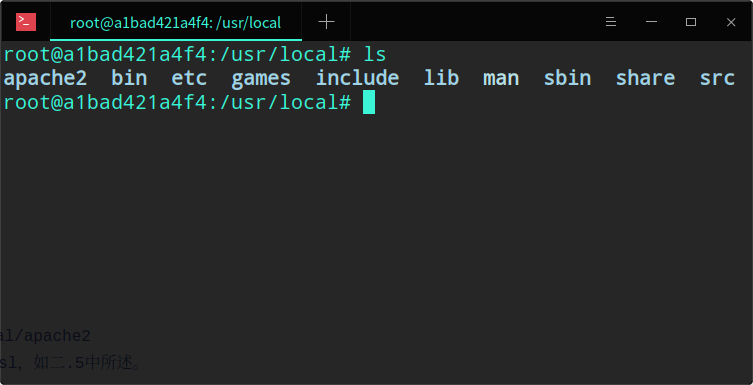 root@a1bad421a4f4: /usr/local
root@a1bad421a4f4:/usr/local# ls
apache2 bin etc games include lib man sbin share src
root@a1bad421a4f4:/usr/local#
al/apache2
sl，如二.5中所述。